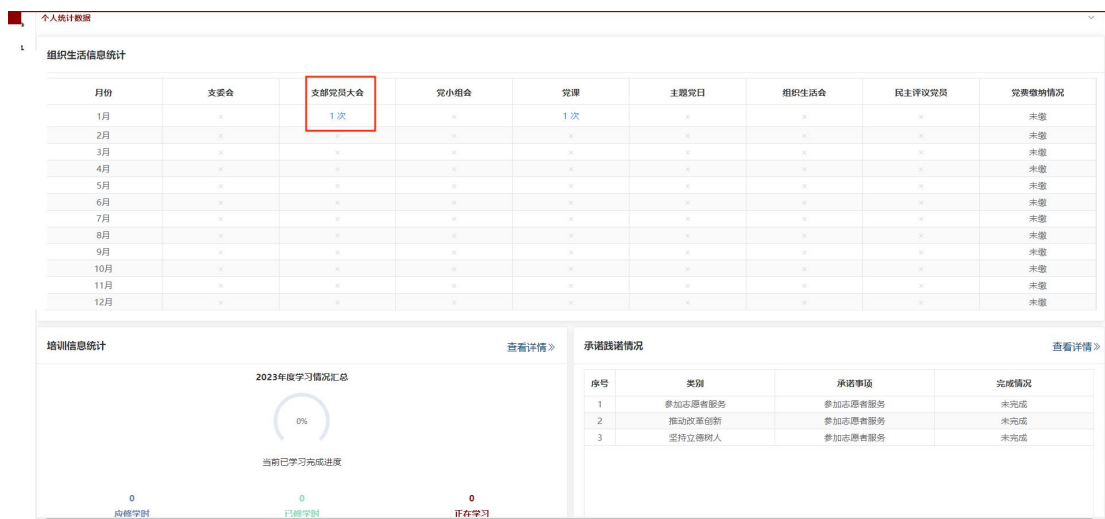 个人统计数据
组织生活信息统计
月份 支委会 支部党员大会 党小组会 党课 主题党日 组织生活会 民主评议党员 党费缴纳情况
1月 × 1 次 × 1 次 × × × 未缴
2月 × × × × × × × 未缴
3月 × × × × × × × 未缴
4月 × × × × × × × 未缴
5月 × × × × × × × 未缴
6月 × × × × × × × 未缴
7月 × × × × × × × 未缴
8月 × × × × × × × 未缴
9月 × × × × × × × 未缴
10月 × × × × × × × 未缴
11月 × × × × × × × 未缴
12月 × × × × × × × 未缴
培训信息统计 查看详情 »
2023年度学习情况汇总
0%
当前已学习完成进度
0 0 0
应修学时 已修学时 正在学习
承诺践诺情况 查看详情 »
序号 类别 承诺事项 完成情况
1 参加志愿者服务 参加志愿者服务 未完成
2 推动改革创新 参加志愿者服务 未完成
3 坚持立德树人 参加志愿者服务 未完成